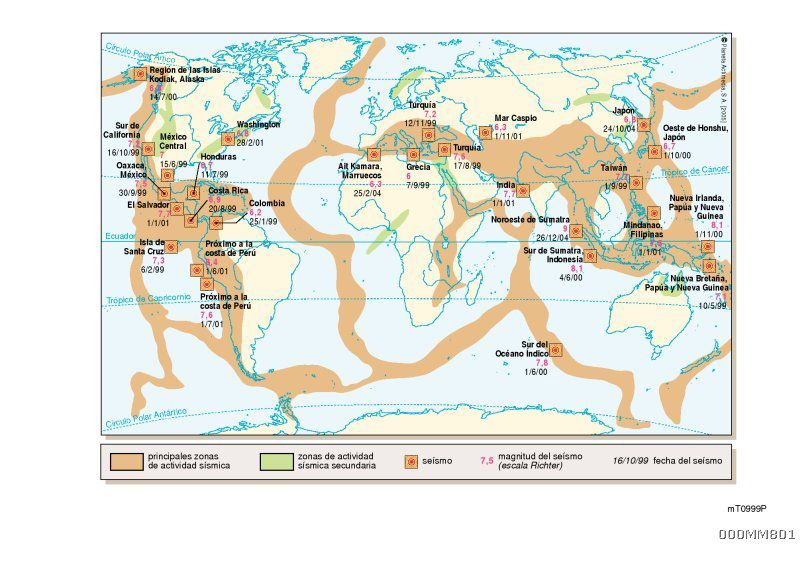 Círculo Polar Ártico
© Planeta Actimedia, S. A. [2005]
Región de las Islas
Kodiak, Alaska
14/7/00
Sur de
California
7,2
16/10/99
México
Central
7
15/6/99
Washington
6,8
28/2/01
Oaxaca,
México
7,5
30/9/99
Honduras
6,7
11/7/99
El Salvador
7,7
1/1/01
Costa Rica
6,9
20/8/99
Colombia
6,2
25/1/99
Ecuador
Isla de
Santa Cruz
7,3
6/2/99
Próximo a la
costa de Perú
8,4
1/6/01
Trópico de Capricornio
Próximo a la
costa de Perú
7,6
1/7/01
Turquía
7,2
12/11/99
Mar Caspio
6,3
1/11/01
Turquía
7,6
17/8/99
Ait Kamara,
Marruecos
6,3
25/2/04
Grecia
6
7/9/99
India
7,7
1/1/01
Japón
6,8
24/10/04
Oeste de Honshu,
Japón
6,7
1/10/00
Trópico de Cáncer
Taiwán
1/9/99
Nueva Irlanda,
Papúa y Nueva
Guinea
8,1
1/11/00
Noroeste de Sumatra
9
26/12/04
Mindanao,
Filipinas
1/1/01
Sur de Sumatra,
Indonesia
8,1
4/6/00
Nueva Bretaña,
Papúa y Nueva Guinea
7,1
10/5/99
Sur del
Océano Índico
7,8
1/6/00
Círculo Polar Antártico
principales zonas
de actividad sísmica
zonas de actividad
sísmica secundaria
seísmo
7,5 magnitud del seísmo
(escala Richter)
16/10/99 fecha del seísmo
mT0999P
000MM801